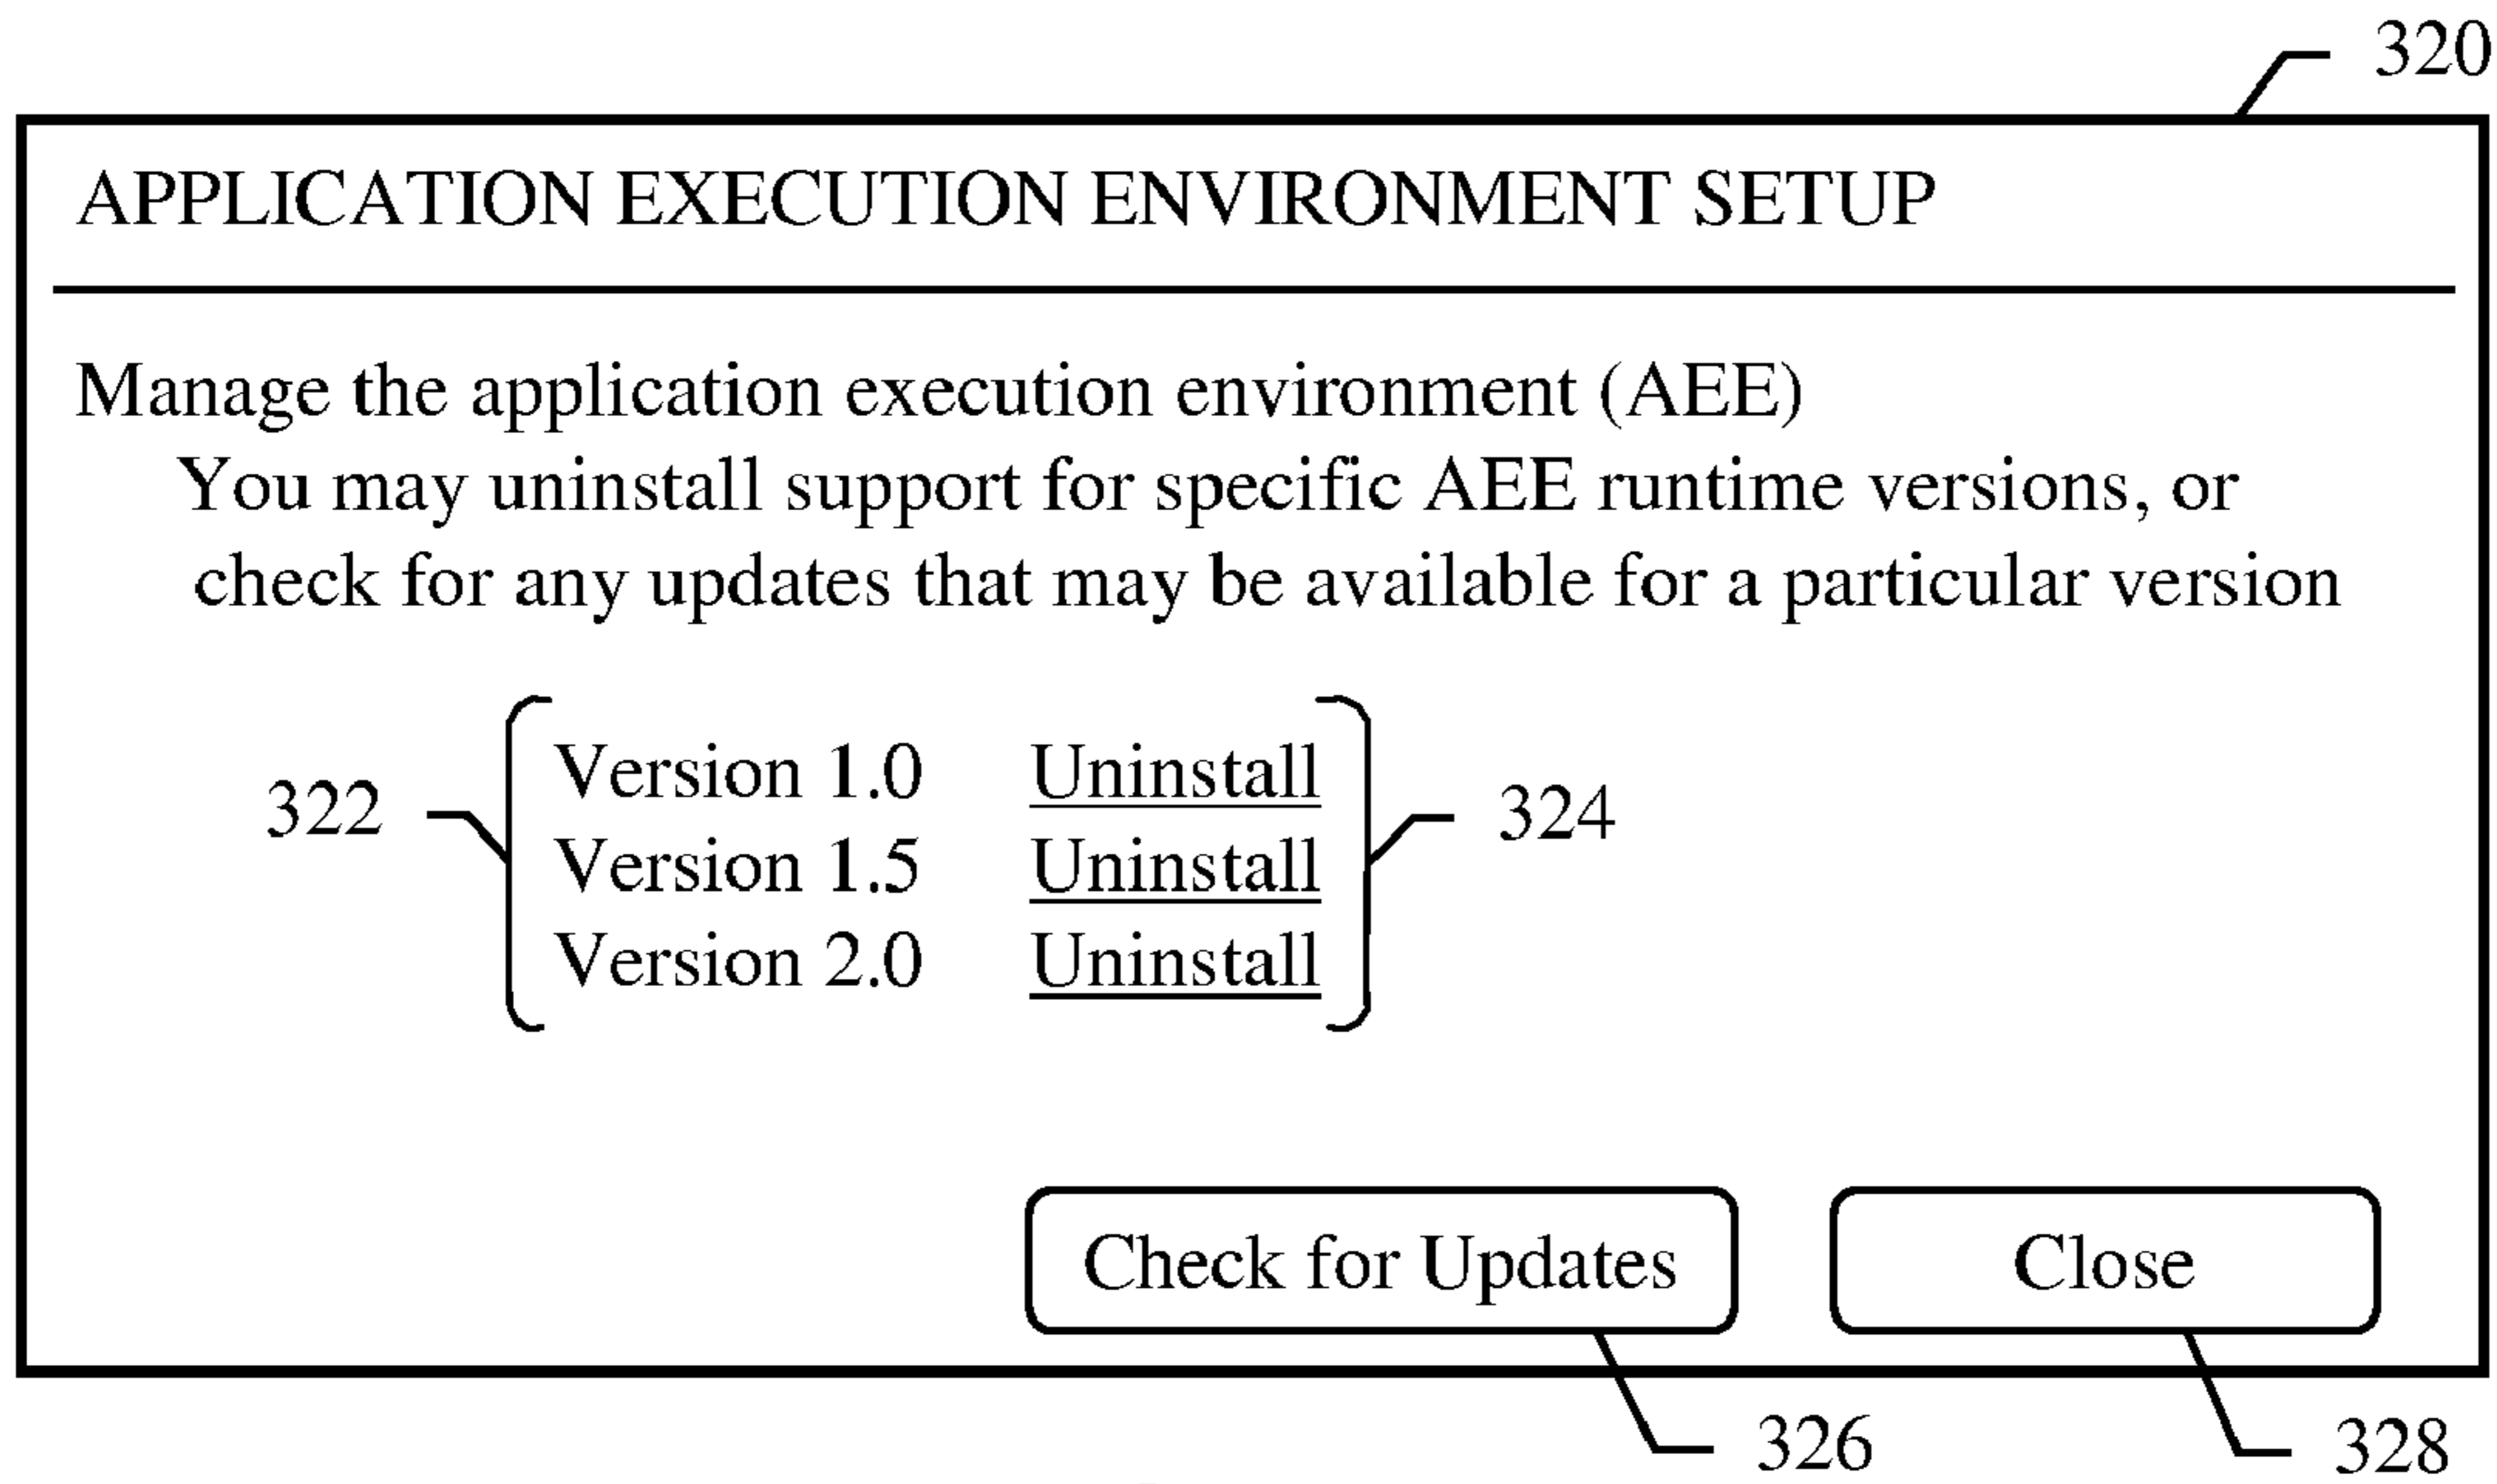 320
APPLICATION EXECUTION ENVIRONMENT SETUP
Manage the application execution environment (AEE)
You may uninstall support for specific AEE runtime versions, or
check for any updates that may be available for a particular version
Version 1.0 Uninstall
322
324
Version 1.5 Uninstall
Version 2.0 Uninstall
Check for Updates
Close
326
328